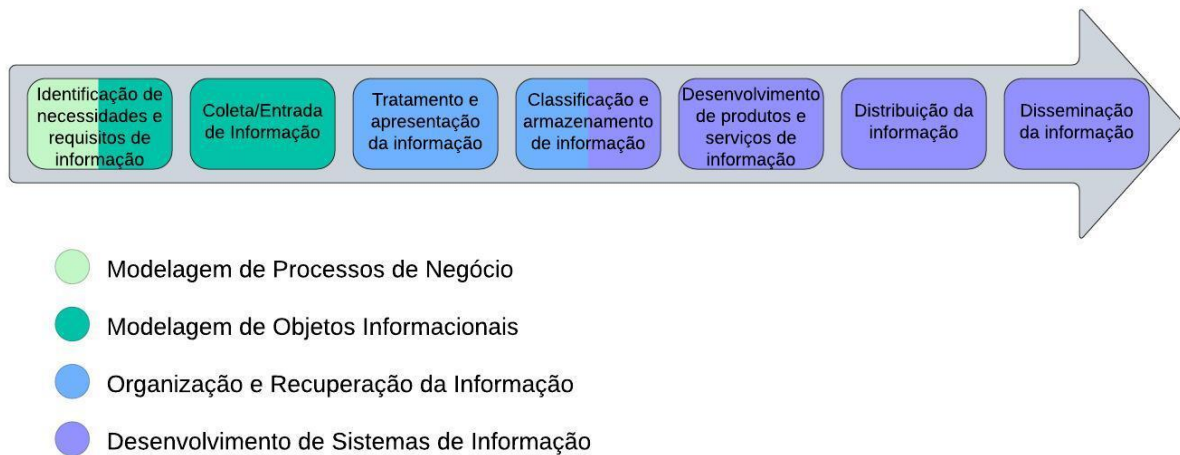 Identificação de
necessidades e
requisitos de
informação
Coleta/Entrada
de Informação
Tratamento e
apresentação
da informação
Classificação e
armazenamento
de informação
Desenvolvimento
de produtos e
serviços de
informação
Distribuição da
informação
Disseminação
da informação
Modelagem de Processos de Negócio
Modelagem de Objetos Informacionais
Organização e Recuperação da Informação
Desenvolvimento de Sistemas de Informação